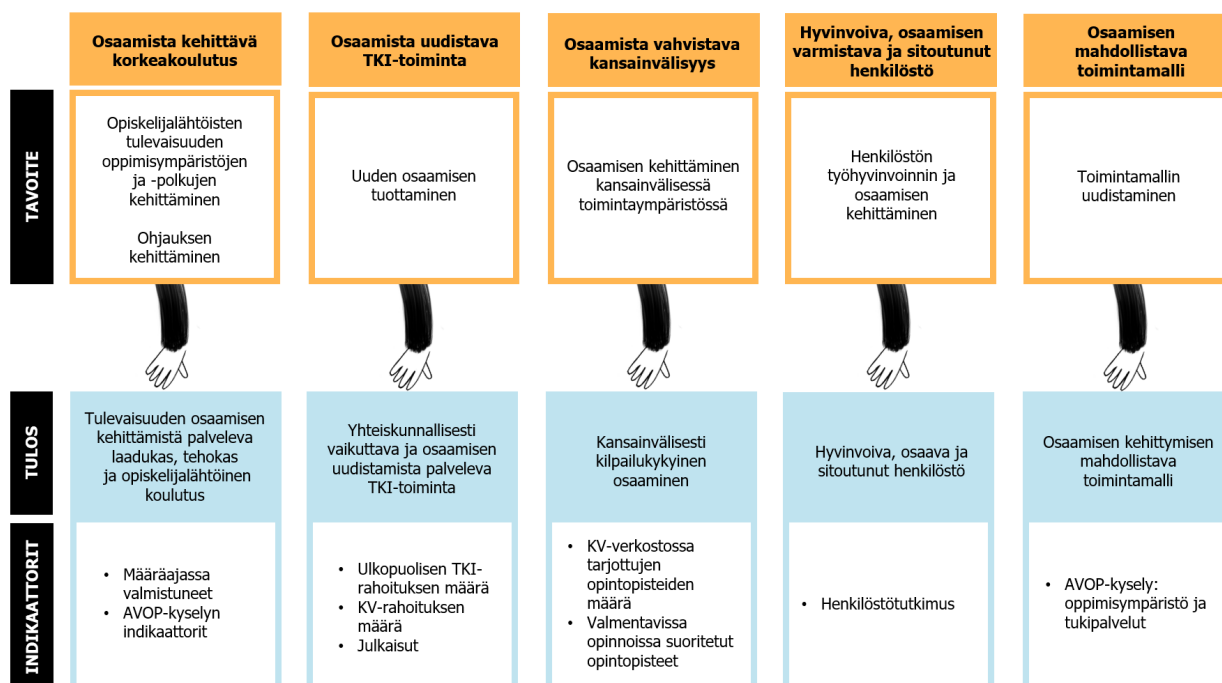 Osaamista kehittävä
korkeakoulutus
Osaamista uudistava
TKI-toiminta
Osaamista vahvistava
kansainvälisyys
Hyvinvoiva, osaamisen
varmistava ja sitoutunut
henkilöstö
Osaamisen
mahdollistava
toimintamalli
TAVOITE
Opiskelijalähtöisten
tulevaisuuden
oppimisympäristöjen
ja -polkujen
kehittäminen
Ohjauksen
kehittäminen
Uuden osaamisen
tuottaminen
Osaamisen kehittäminen
kansainvälisessä
toimintaympäristössä
Henkilöstön
työhyvinvoinnin ja
osaamisen
kehittäminen
Toimintamallin
uudistaminen
TULOS
Tulevaisuuden osaamisen
kehittämistä palveleva
laadukas, tehokas
ja opiskelijalähtöinen
koulutus
Yhteiskunnallisesti
vaikuttava ja osaamisen
uudistamista palveleva
TKI-toiminta
Kansainvälisesti
kilpailukykyinen
osaaminen
Hyvinvoiva, osaava ja
sitoutunut henkilöstö
Osaamisen kehittymisen
mahdollistava
toimintamalli
INDIKAATTORIT
• Määräajassa
valmistuneet
• AVOP-kyselyn
indikaattorit
• Ulkopuolisen TKI-
rahoituksen määrä
• KV-rahoituksen
määrä
• Julkaisut
• KV-verkostossa
tarjottujen
opintopisteiden
määrä
• Valmentavissa
opinnoissa suoritetut
opintopisteet
• Henkilöstötutkimus
• AVOP-kysely:
oppimisympäristö ja
tukipalvelut